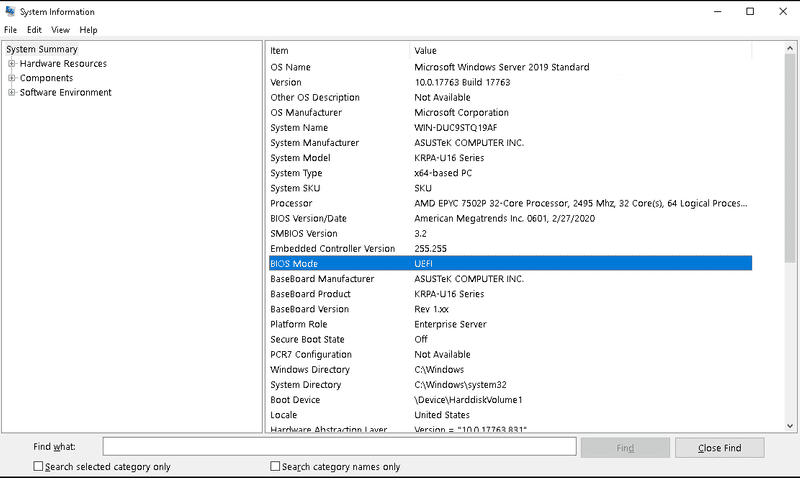 System Information
File Edit View Help
System Summary
Hardware Resources
Components
Software Environment
Item Value
OS Name Microsoft Windows Server 2019 Standard
Version 10.0.17763 Build 17763
Other OS Description Not Available
OS Manufacturer Microsoft Corporation
System Name WIN-DUC9STQ19AF
System Manufacturer ASUSTeK COMPUTER INC.
System Model KRPA-U16 Series
System Type x64-based PC
System SKU SKU
Processor AMD EPYC 7502P 32-Core Processor, 2495 Mhz, 32 Core(s), 64 Logical Proces...
BIOS Version/Date American Megatrends Inc. 0601, 2/27/2020
SMBIOS Version 3.2
Embedded Controller Version 255.255
BIOS Mode UEFI
BaseBoard Manufacturer ASUSTeK COMPUTER INC.
BaseBoard Product KRPA-U16 Series
BaseBoard Version Rev 1.xx
Platform Role Enterprise Server
Secure Boot State Off
PCR7 Configuration Not Available
Windows Directory C:\Windows
System Directory C:\Windows\system32
Boot Device \Device\HarddiskVolume1
Locale United States
Hardware Abstraction Layer Version = "10.0.17763.831"
Find what: Find Close Find
Search selected category only Search category names only